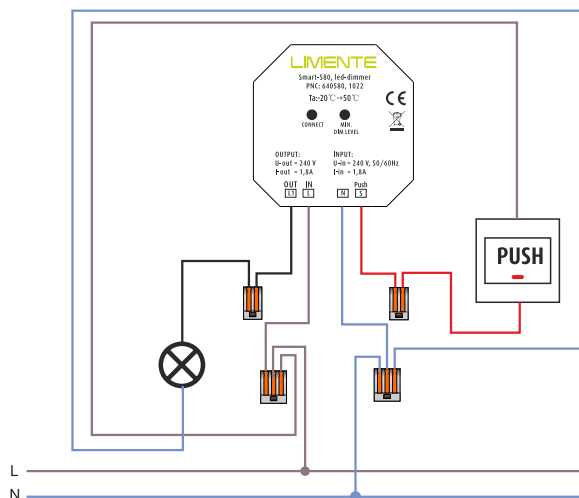 LIMENTE
Smart-580, led-dimmer
PNC: 640580, 1022
Ta:-20℃-+50℃
CONNECT
MIN.
DIM.LEVEL
OUTPUT:
U-out = 240 V
I-out = 1,8A
INPUT:
U-in = 240 V, 50/60Hz
I-in = 1,8A
OUT IN Push
L1 L N S
PUSH
L
N